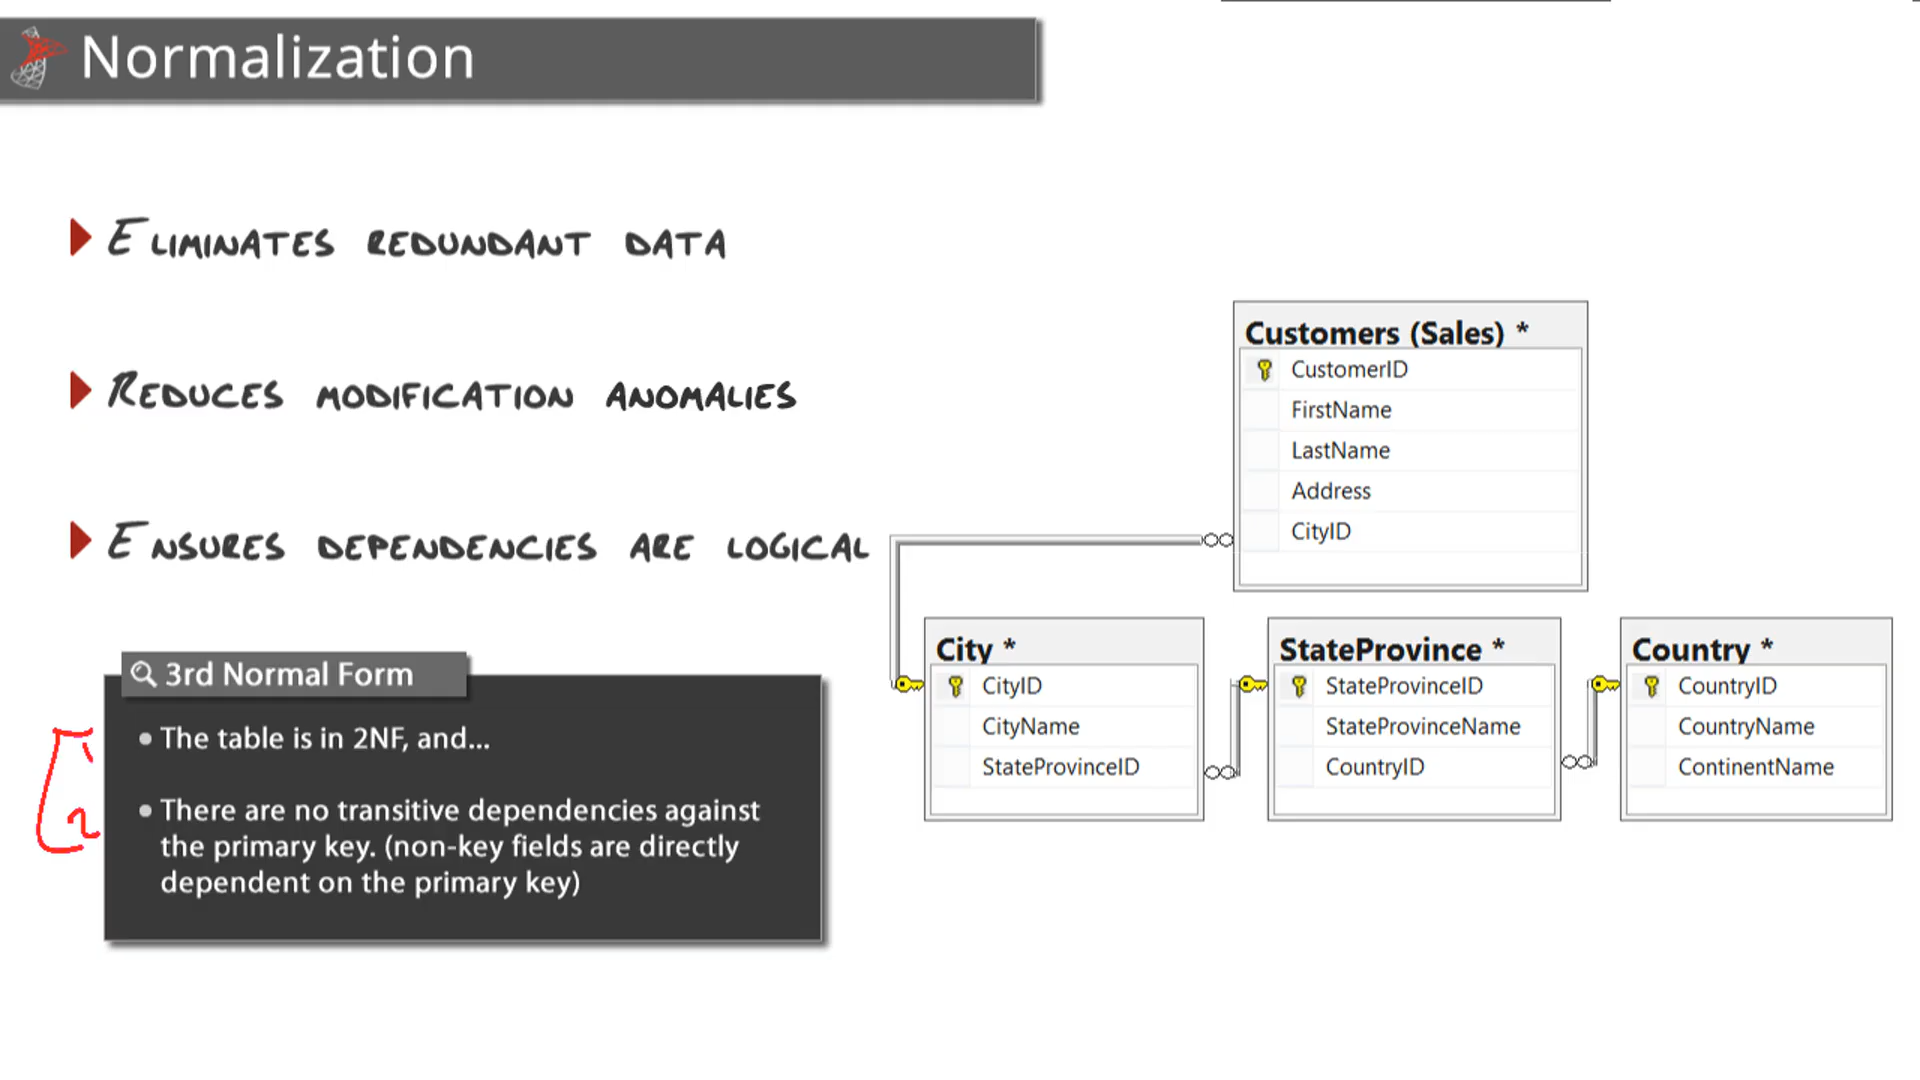 Normalization
Eliminates redundant data
Reduces modification anomalies
Ensures dependencies are logical
3rd Normal Form
• The table is in 2NF, and...
• There are no transitive dependencies against
the primary key. (non-key fields are directly
dependent on the primary key)
Customers (Sales) *
CustomerID
FirstName
LastName
Address
CityID
City *
CityID
CityName
StateProvinceID
StateProvince *
StateProvinceID
StateProvinceName
CountryID
Country *
CountryID
CountryName
ContinentName